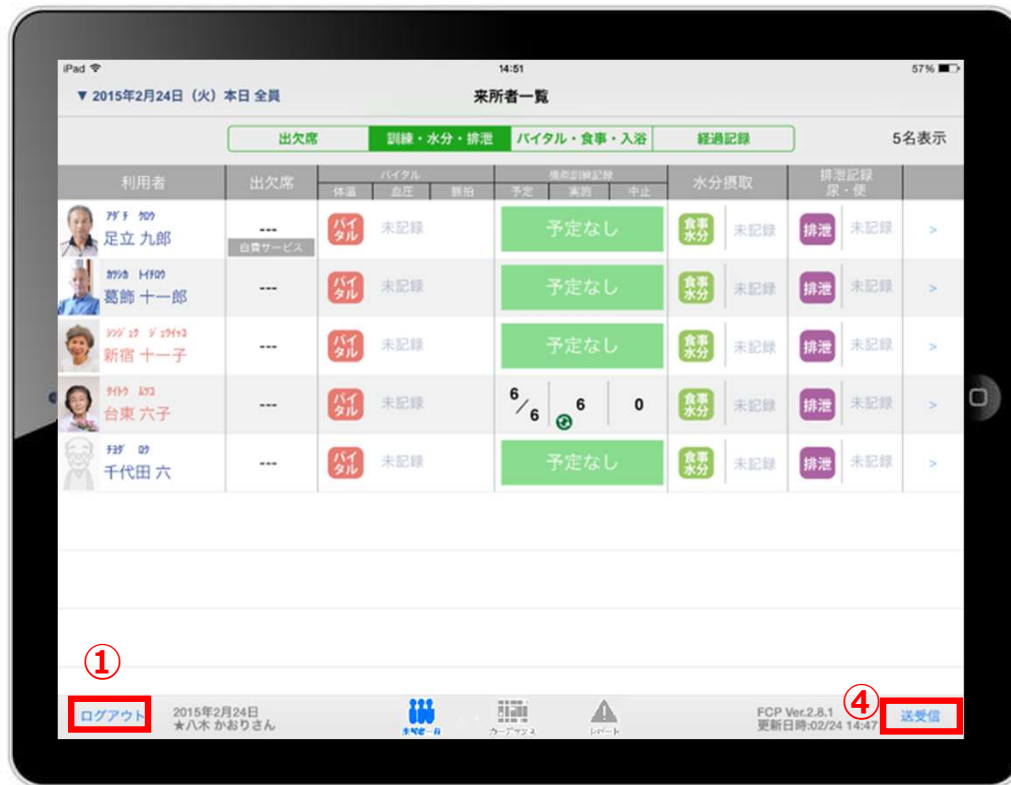 iPad 14:51 57%
▼ 2015年2月24日（火）本日 全員 来所者一覧
出欠席 訓練・水分・排泄 バイタル・食事・入浴 経過記録 5名表示
利用者 出欠席 バイタル 機能訓練記録 水分摂取 排泄記録
体温 血圧 脈拍 予定 実施 中止 尿・便
ｱﾀﾞﾁ ｸﾛｳ
足立 九郎 --- バイタル 未記録 予定なし 食事水分 未記録 排泄 未記録 >
自費サービス
葛飾 十一郎 --- バイタル 未記録 予定なし 食事水分 未記録 排泄 未記録 >
新宿 十一子 --- バイタル 未記録 予定なし 食事水分 未記録 排泄 未記録 >
ﾀｲﾄｳ ﾑﾂｺ
台東 六子 --- バイタル 未記録 6/6 6 0 食事水分 未記録 排泄 未記録 >
ﾁﾖﾀﾞ ﾛｸ
千代田 六 --- バイタル 未記録 予定なし 食事水分 未記録 排泄 未記録 >
①
ログアウト 2015年2月24日 FCP Ver.2.8.1 ④ 送受信
★八木 かおりさん 来所者一覧 レポート 更新日時:02/24 14:47